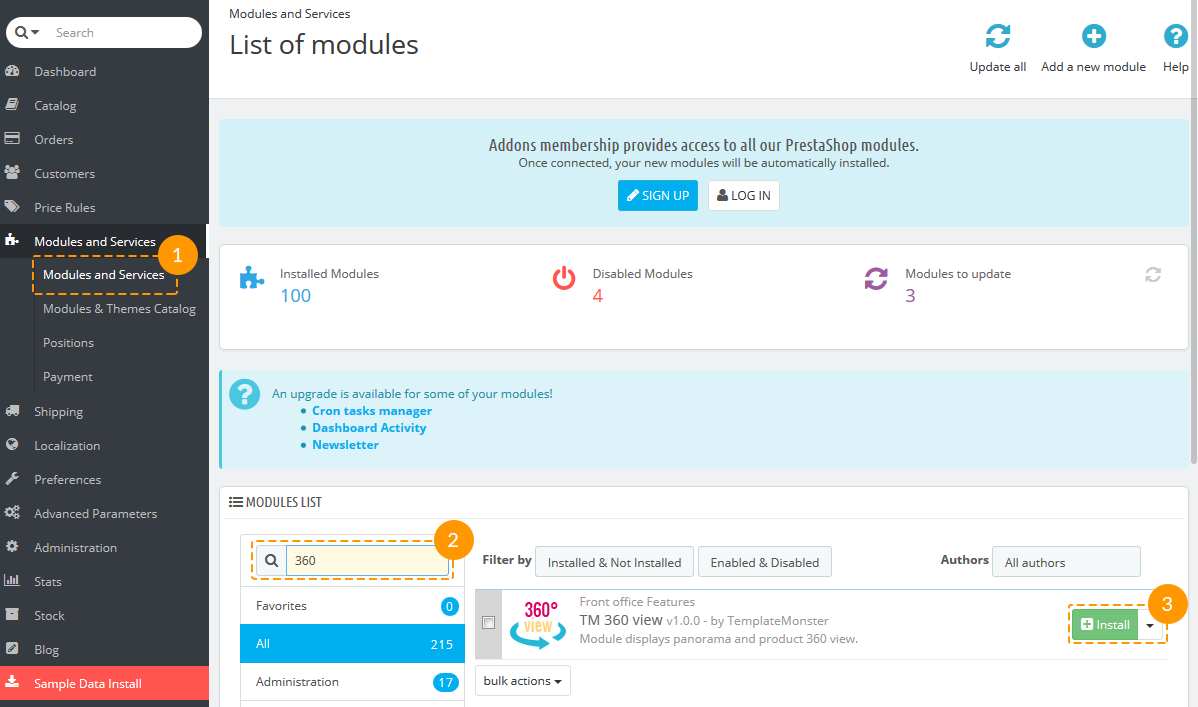 Search
Dashboard
Catalog
Orders
Customers
Price Rules
Modules and Services
1
Modules and Services
Modules & Themes Catalog
Positions
Payment
Shipping
Localization
Preferences
Advanced Parameters
Administration
Stats
Stock
Blog
Sample Data Install
Modules and Services
List of modules
Update all
Add a new module
Help
Addons membership provides access to all our PrestaShop modules.
Once connected, your new modules will be automatically installed.
SIGN UP
LOG IN
Installed Modules
100
Disabled Modules
4
Modules to update
3
An upgrade is available for some of your modules!
Cron tasks manager
Dashboard Activity
Newsletter
MODULES LIST
360
2
Favorites 0
All 215
Administration 17
Filter by
Installed & Not Installed
Enabled & Disabled
Authors
All authors
360°
view
Front office Features
TM 360 view v1.0.0 - by TemplateMonster
Module displays panorama and product 360 view.
Install
3
bulk actions